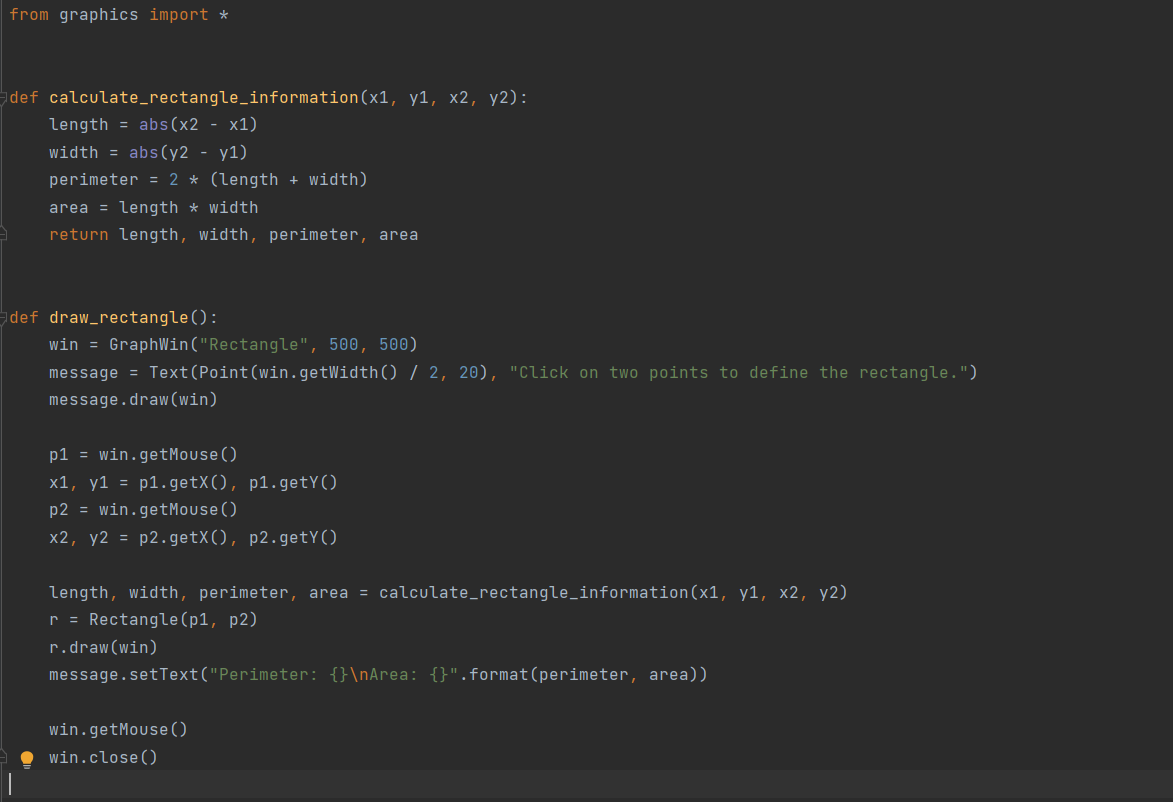 from graphics import *
def calculate_rectangle_information(x1, y1, x2, y2):
    length = abs(x2 - x1)
    width = abs(y2 - y1)
    perimeter = 2 * (length + width)
    area = length * width
    return length, width, perimeter, area
def draw_rectangle():
    win = GraphWin("Rectangle", 500, 500)
    message = Text(Point(win.getWidth() / 2, 20), "Click on two points to define the rectangle.")
    message.draw(win)
    p1 = win.getMouse()
    x1, y1 = p1.getX(), p1.getY()
    p2 = win.getMouse()
    x2, y2 = p2.getX(), p2.getY()
    length, width, perimeter, area = calculate_rectangle_information(x1, y1, x2, y2)
    r = Rectangle(p1, p2)
    r.draw(win)
    message.setText("Perimeter: {}\nArea: {}".format(perimeter, area))
    win.getMouse()
    win.close()